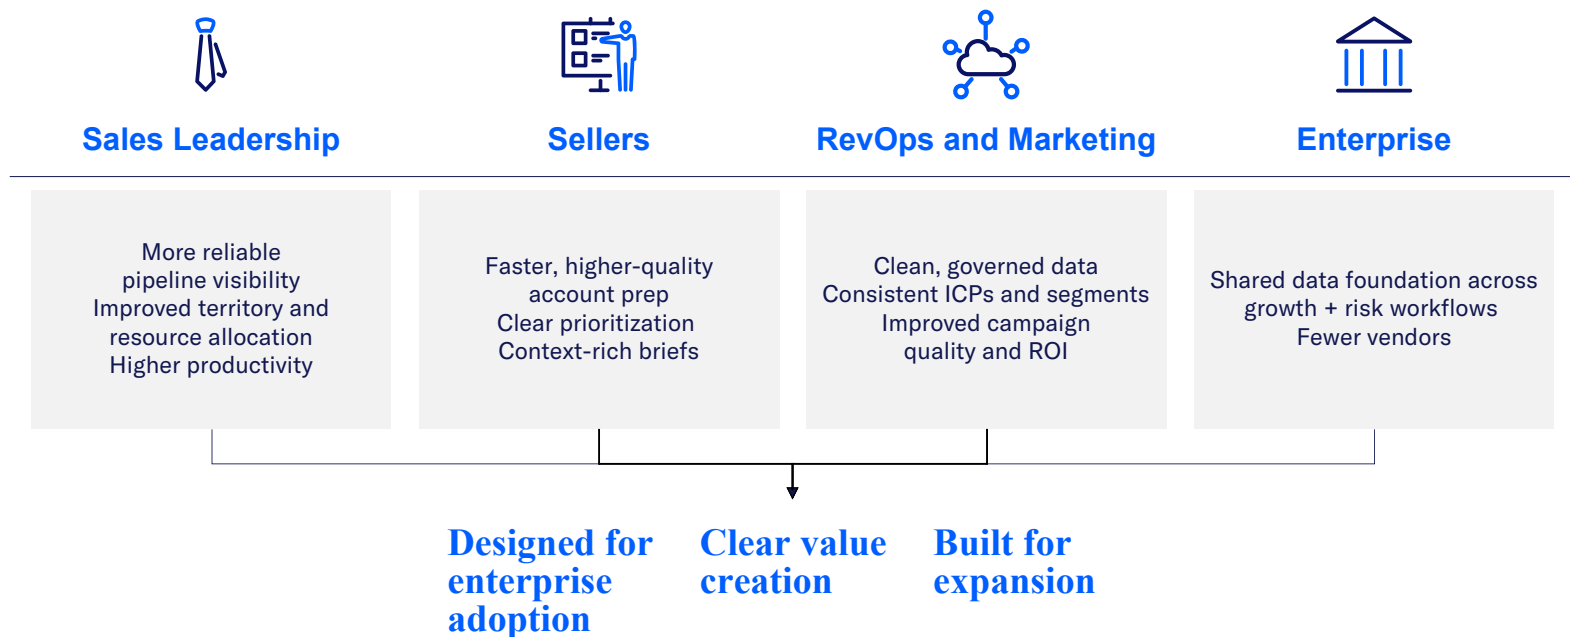 Sales Leadership
Sellers
RevOps and Marketing
Enterprise
More reliable
pipeline visibility
Improved territory and
resource allocation
Higher productivity
Faster, higher-quality
account prep
Clear prioritization
Context-rich briefs
Clean, governed data
Consistent ICPs and segments
Improved campaign
quality and ROI
Shared data foundation across
growth + risk workflows
Fewer vendors
Designed for
enterprise
adoption
Clear value
creation
Built for
expansion